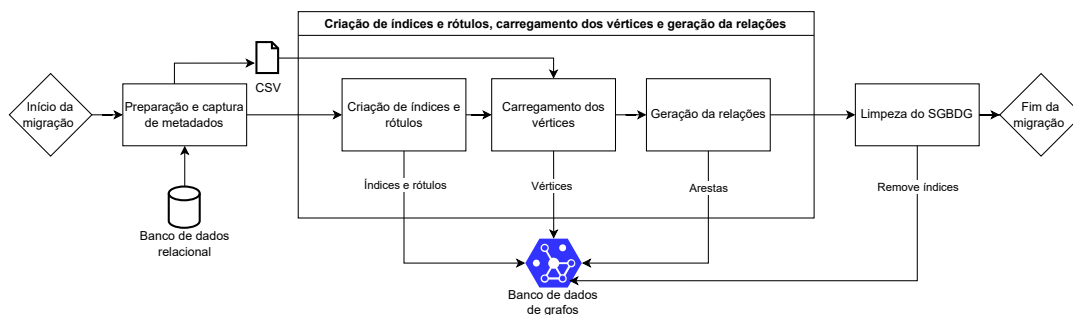 Criação de índices e rótulos, carregamento dos vértices e geração da relações
CSV
Início da
migração
Preparação e captura
de metadados
Criação de índices e
rótulos
Carregamento dos
vértices
Geração da relações
Limpeza do SGBDG
Fim da
migração
Índices e rótulos
Vértices
Arestas
Remove índices
Banco de dados
relacional
Banco de dados
de grafos